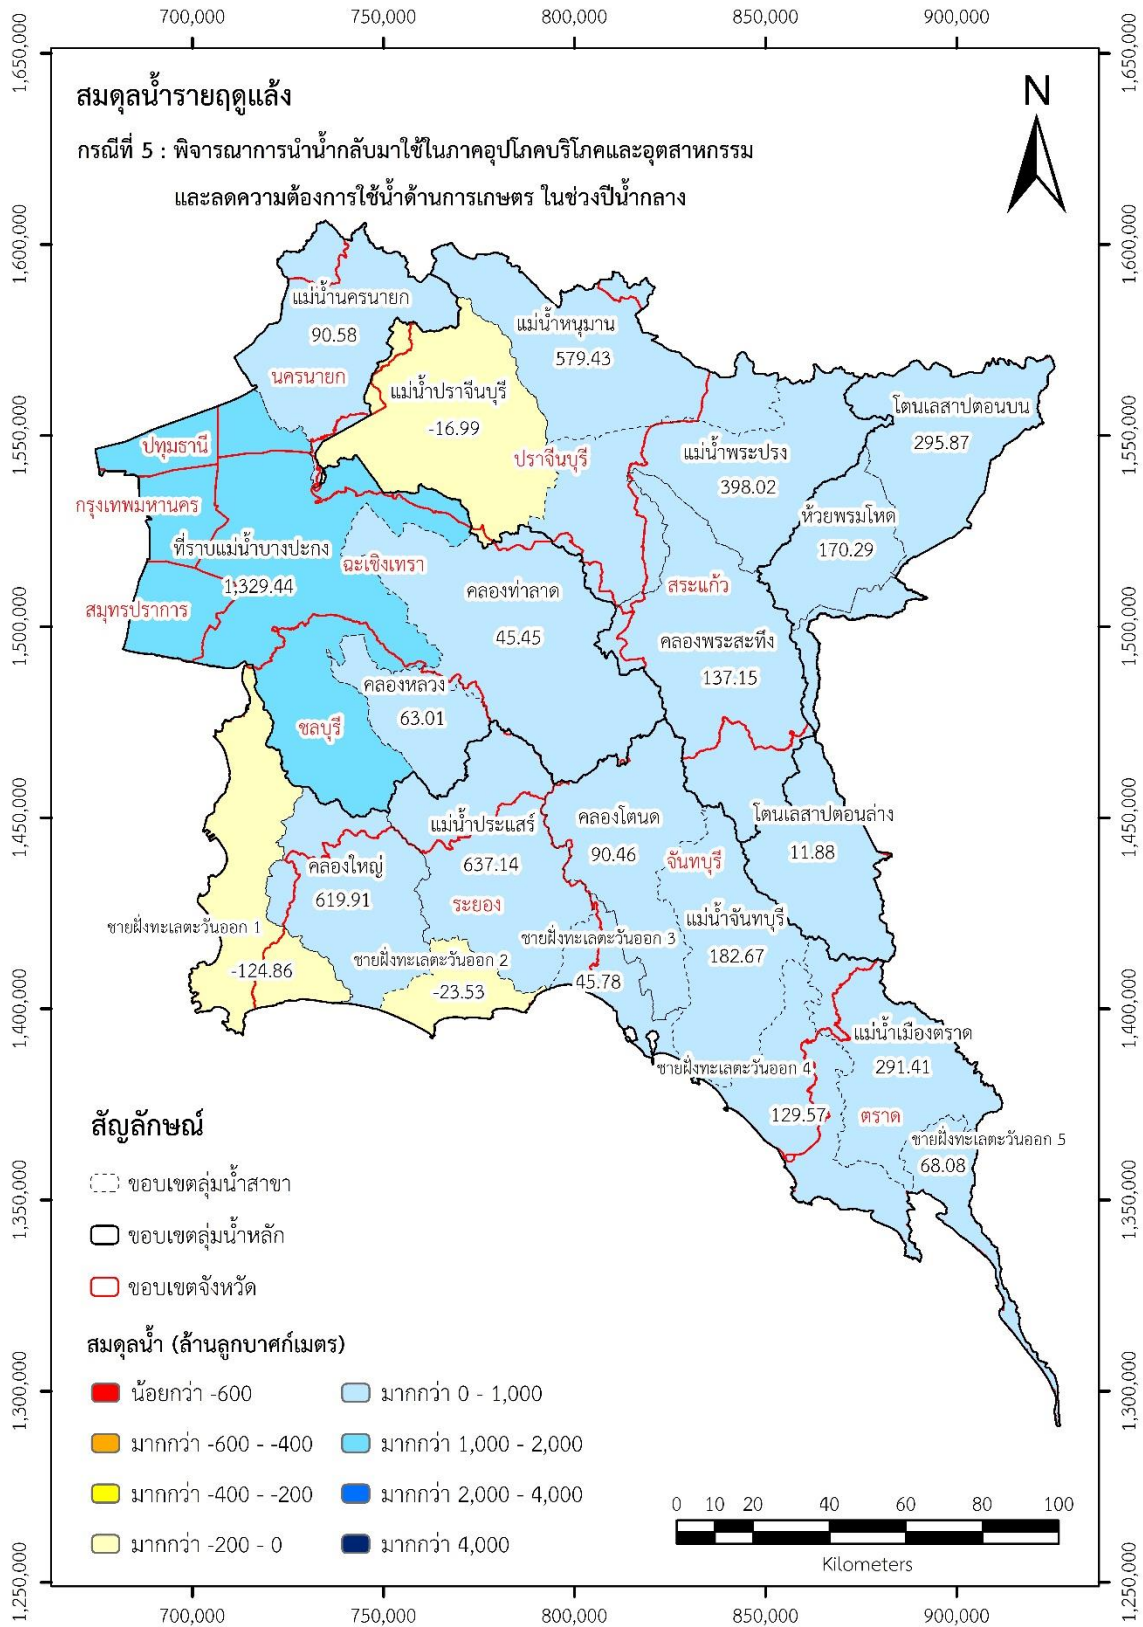 700,000 750,000 800,000 850,000 900,000
1,650,000 1,650,000
สมดุลน้ำรายฤดูแล้ง
N
กรณีที่ 5 : พิจารณาการนำน้ำกลับมาใช้ในภาคอุปโภคบริโภคและอุตสาหกรรม
และลดความต้องการใช้น้ำด้านการเกษตร ในช่วงปีน้ำกลาง
1,600,000 1,600,000
แม่น้ำนครนายก
90.58
นครนายก
แม่น้ำหนุมาน
579.43
แม่น้ำปราจีนบุรี
-16.99
ปราจีนบุรี
โตนเลสาปตอนบน
295.87
1,550,000 1,550,000
ปทุมธานี
แม่น้ำพระปรง
398.02
กรุงเทพมหานคร
ห้วยพรมโหด
170.29
ที่ราบแม่น้ำบางปะกง
1,329.44
ฉะเชิงเทรา
คลองท่าลาด
45.45
สระแก้ว
สมุทรปราการ
1,500,000 1,500,000
คลองพระสะทึง
137.15
คลองหลวง
63.01
ชลบุรี
1,450,000 1,450,000
แม่น้ำประแสร์
637.14
คลองโตนด
90.46
โตนเลสาปตอนล่าง
11.88
คลองใหญ่
619.91
ระยอง
จันทบุรี
แม่น้ำจันทบุรี
182.67
ชายฝั่งทะเลตะวันออก 1
-124.86
ชายฝั่งทะเลตะวันออก 2
-23.53
ชายฝั่งทะเลตะวันออก 3
45.78
1,400,000 1,400,000
แม่น้ำเมืองตราด
291.41
ชายฝั่งทะเลตะวันออก 4
129.57
ตราด
ชายฝั่งทะเลตะวันออก 5
68.08
1,350,000 1,350,000
สัญลักษณ์
ขอบเขตลุ่มน้ำสาขา
ขอบเขตลุ่มน้ำหลัก
ขอบเขตจังหวัด
สมดุลน้ำ (ล้านลูกบาศก์เมตร)
1,300,000 1,300,000
น้อยกว่า -600 มากกว่า 0 - 1,000
มากกว่า -600 - -400 มากกว่า 1,000 - 2,000
มากกว่า -400 - -200 มากกว่า 2,000 - 4,000
มากกว่า -200 - 0 มากกว่า 4,000
0 10 20 40 60 80 100
Kilometers
1,250,000 1,250,000
700,000 750,000 800,000 850,000 900,000